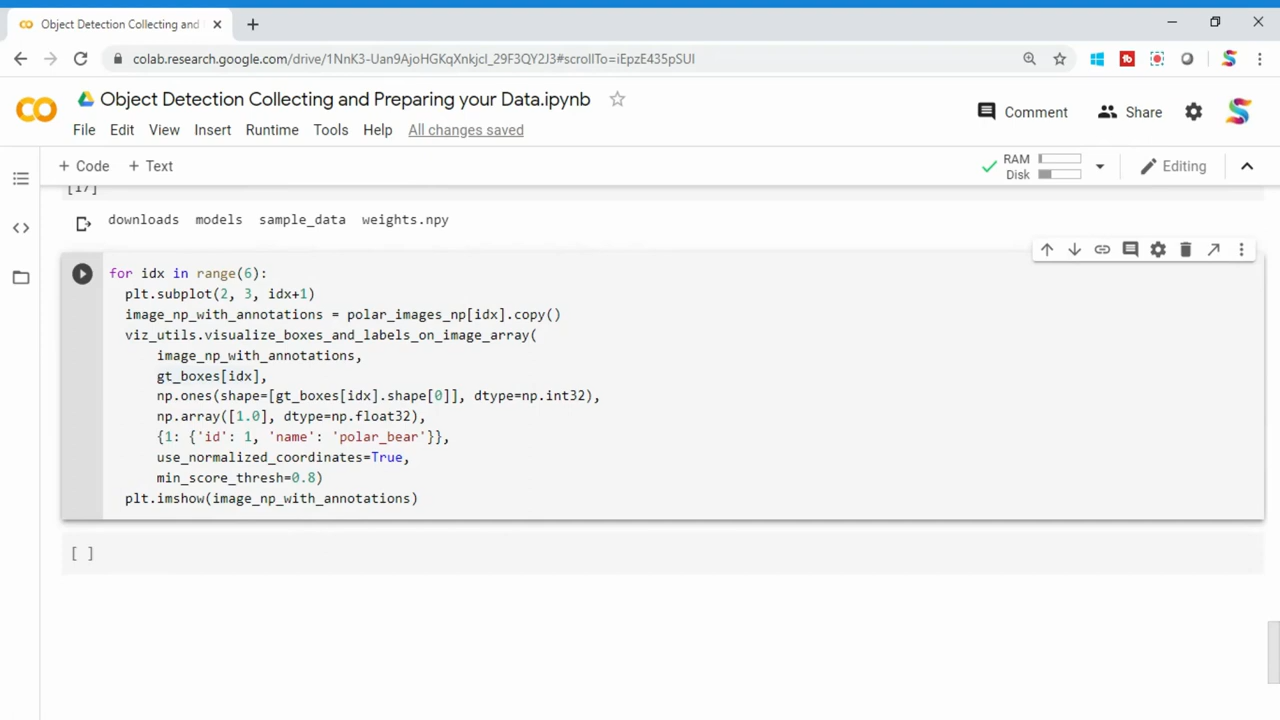 Object Detection Collecting and
colab.research.google.com/drive/1NnK3-Uan9AjoHGKqXnkjcI_29F3QY2J3#scrollTo=iEpzE435pSUI
Object Detection Collecting and Preparing your Data.ipynb
File Edit View Insert Runtime Tools Help All changes saved
Comment
Share
+ Code + Text
RAM
Disk
Editing
[17]
downloads models sample_data weights.npy
for idx in range(6):
  plt.subplot(2, 3, idx+1)
  image_np_with_annotations = polar_images_np[idx].copy()
  viz_utils.visualize_boxes_and_labels_on_image_array(
      image_np_with_annotations,
      gt_boxes[idx],
      np.ones(shape=[gt_boxes[idx].shape[0]], dtype=np.int32),
      np.array([1.0], dtype=np.float32),
      {1: {'id': 1, 'name': 'polar_bear'}},
      use_normalized_coordinates=True,
      min_score_thresh=0.8)
  plt.imshow(image_np_with_annotations)
[ ]